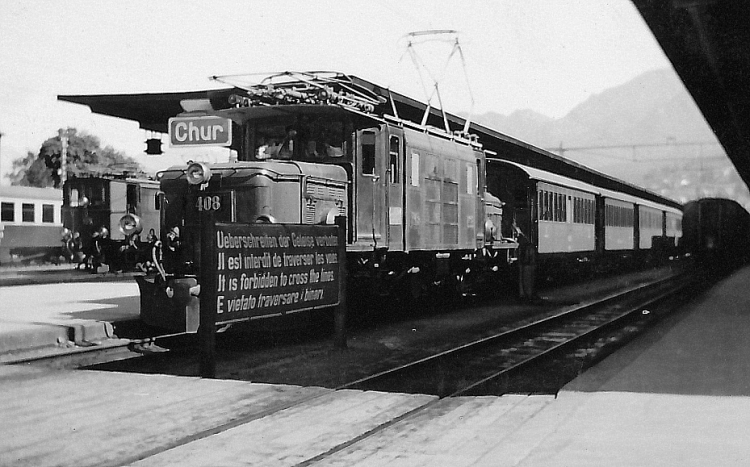 Chur
408
Ueberschreiten der Geleise verboten
Il est interdit de traverser les voies
It is forbidden to cross the lines
E vietato traversare i binari